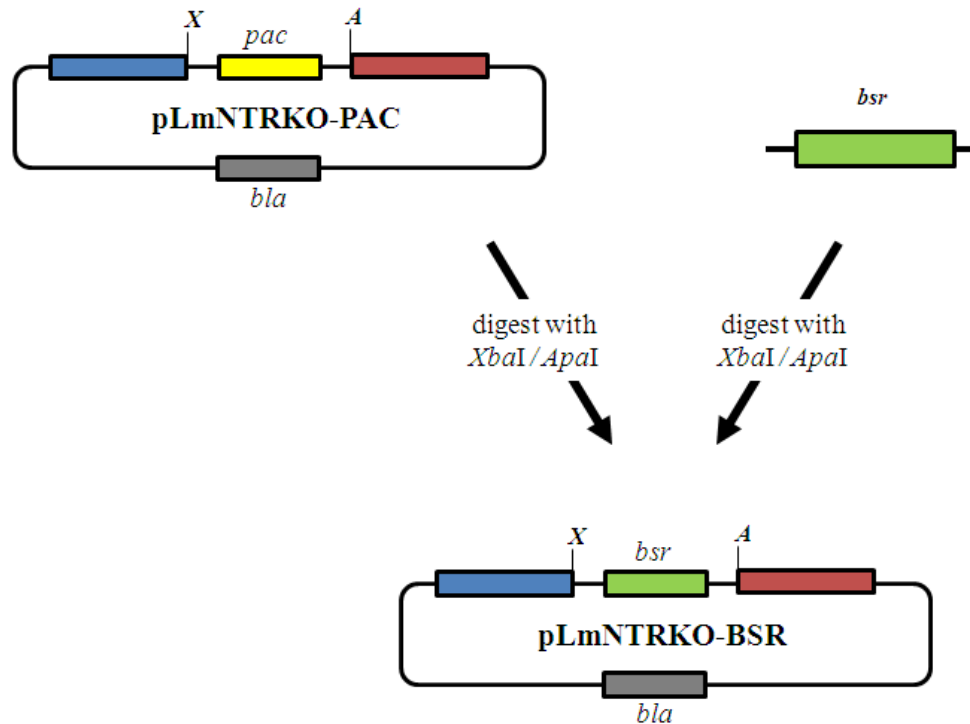 X
A
pac
pLmNTRKO-PAC
bla
bsr
digest with
XbaI/ApaI
digest with
XbaI/ApaI
X
A
bsr
pLmNTRKO-BSR
bla